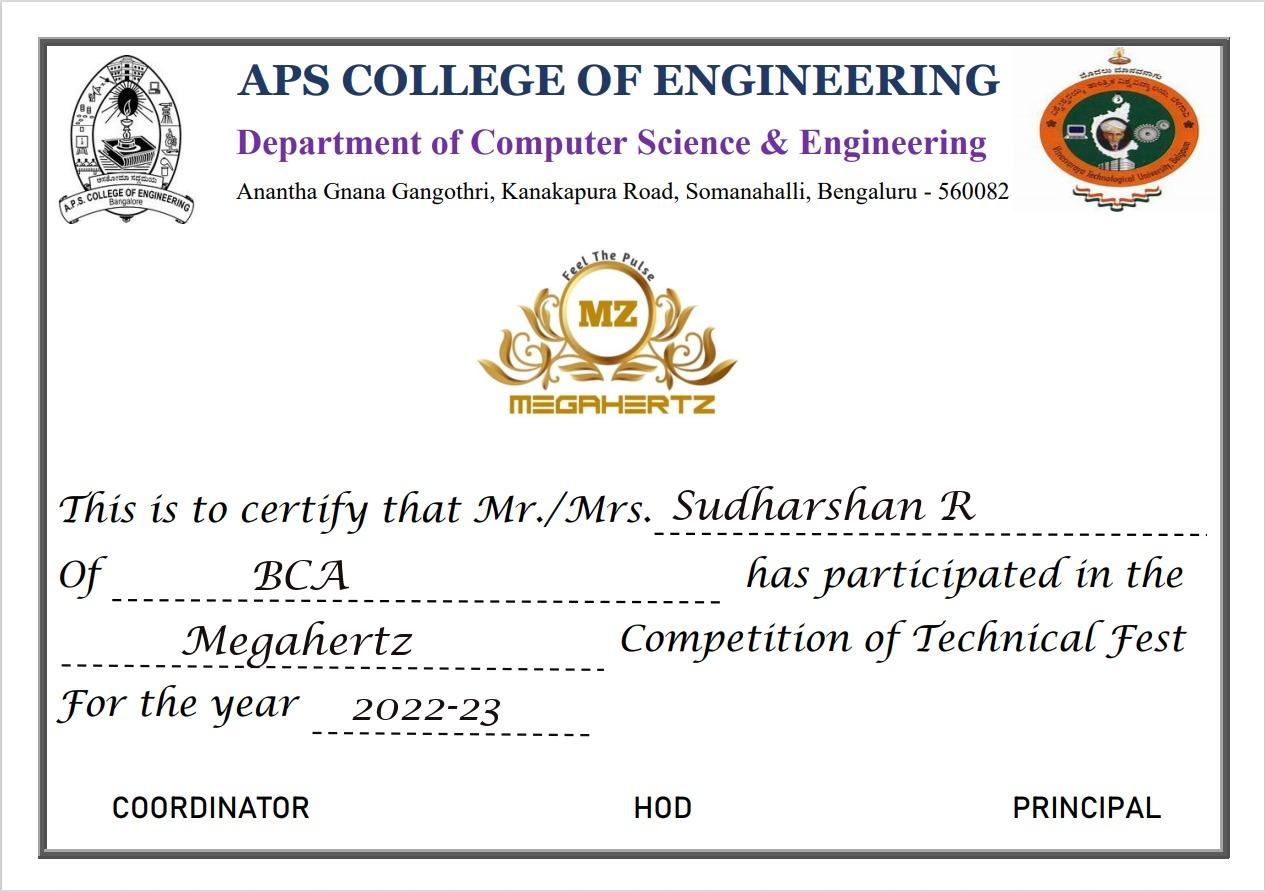 APS COLLEGE OF ENGINEERING
Department of Computer Science & Engineering
Anantha Gnana Gangothri, Kanakapura Road, Somanahalli, Bengaluru - 560082
A.P.S. COLLEGE OF ENGINEERING
Bangalore
Visvesvaraya Technological University, Belgaum
Feel The Pulse
MZ
MEGAHERTZ
This is to certify that Mr./Mrs. Sudharshan R
Of BCA has participated in the
Megahertz Competition of Technical Fest
For the year 2022-23
COORDINATOR HOD PRINCIPAL